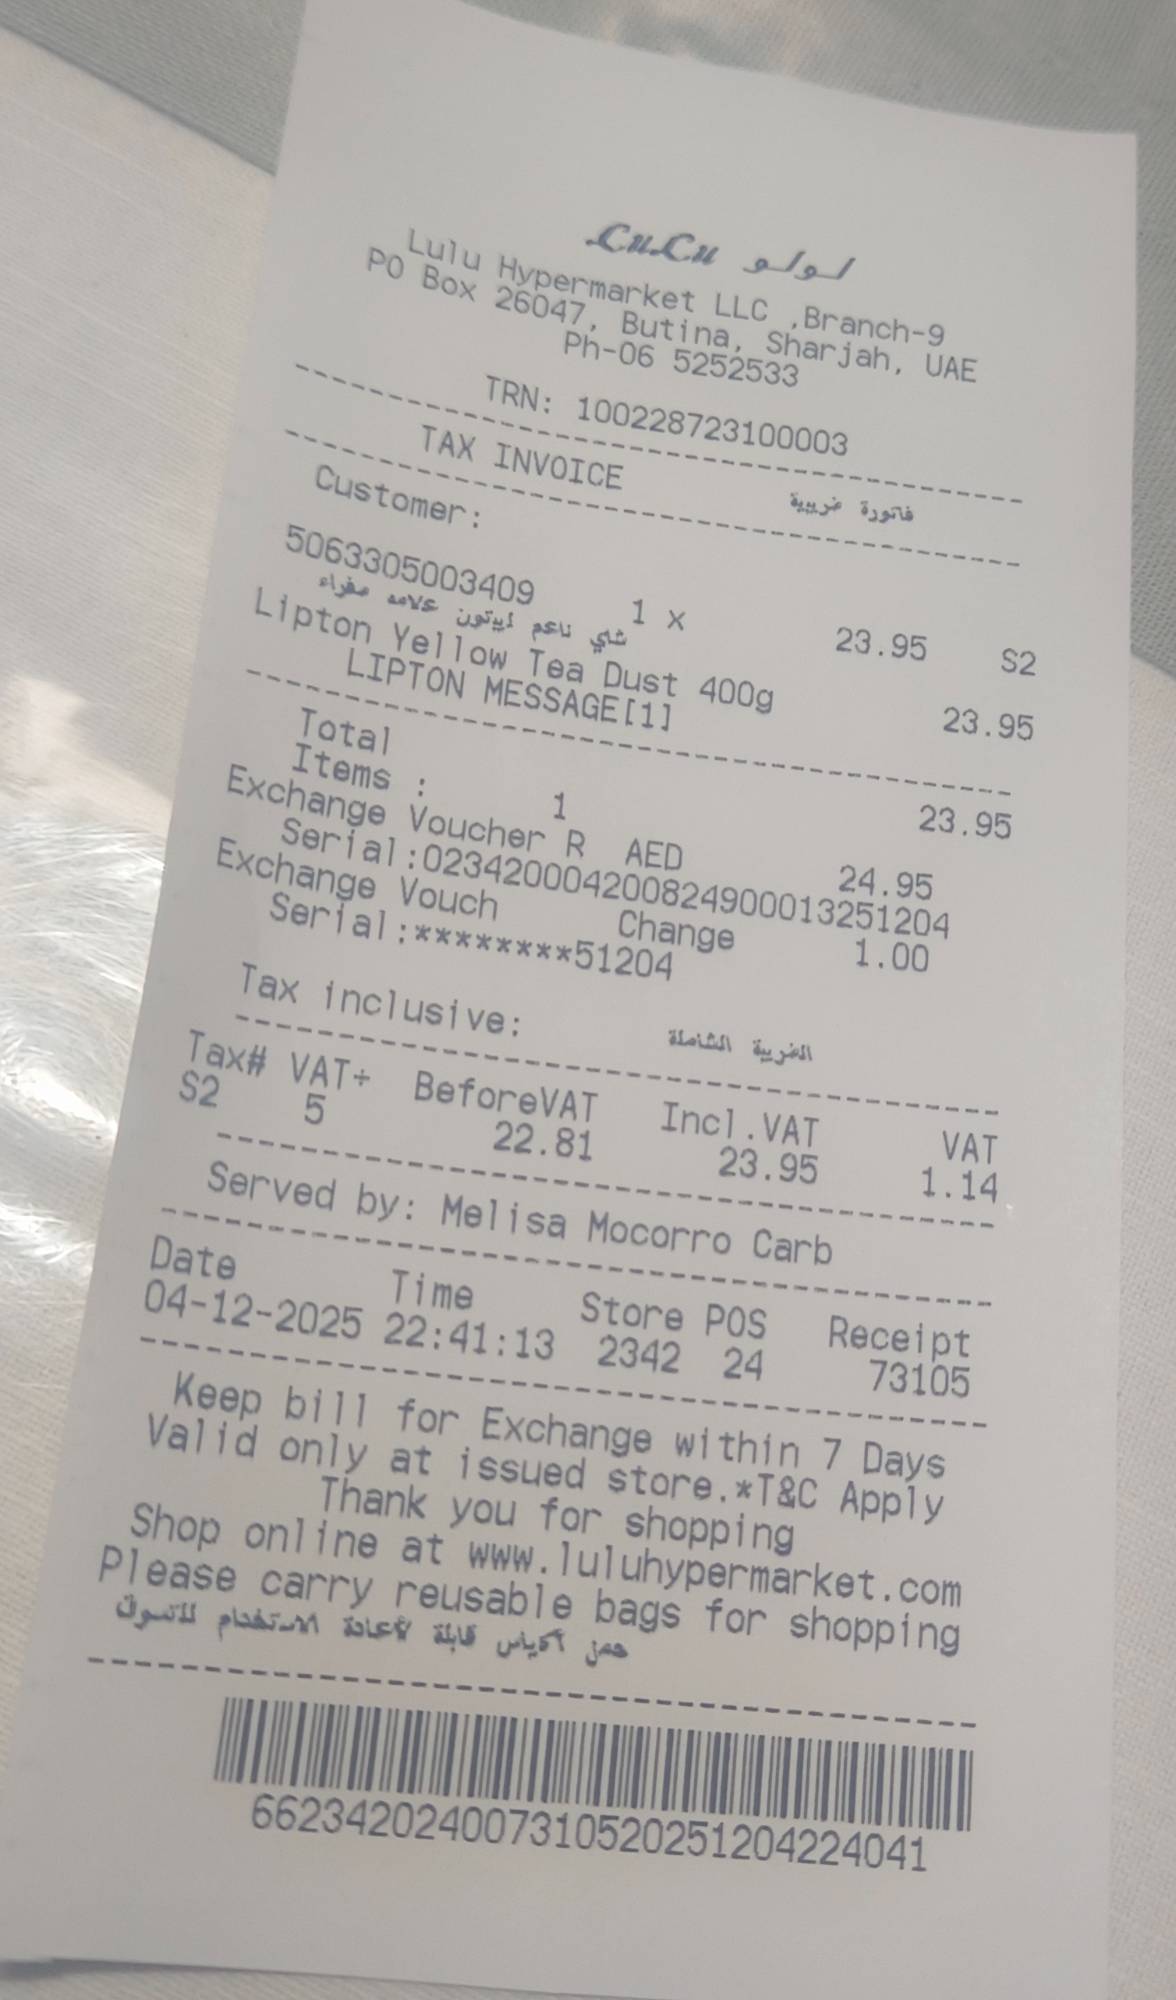 LuLu لولو
Lulu Hypermarket LLC ,Branch-9
PO Box 26047, Butina, Sharjah, UAE
Ph-06 5252533
TRN: 100228723100003
TAX INVOICE فاتورة ضريبية
Customer:
5063305003409 1 x 23.95 S2
شاي ناعم ليبتون علامه صفراء
Lipton Yellow Tea Dust 400g 23.95
LIPTON MESSAGE[1]
Total 23.95
Items : 1
Exchange Voucher R AED 24.95
Serial:023420004200824900013251204
Exchange Vouch Change 1.00
Serial:********51204
Tax inclusive: الضريبة الشاملة
Tax# VAT÷ BeforeVAT Incl.VAT VAT
S2 5 22.81 23.95 1.14
Served by: Melisa Mocorro Carb
Date Time Store POS Receipt
04-12-2025 22:41:13 2342 24 73105
Keep bill for Exchange within 7 Days
Valid only at issued store.*T&C Apply
Thank you for shopping
Shop online at www.luluhypermarket.com
Please carry reusable bags for shopping
حمل أكياس قابلة لأعادة الاستخدام للتسوق
662342024007310520251204224041